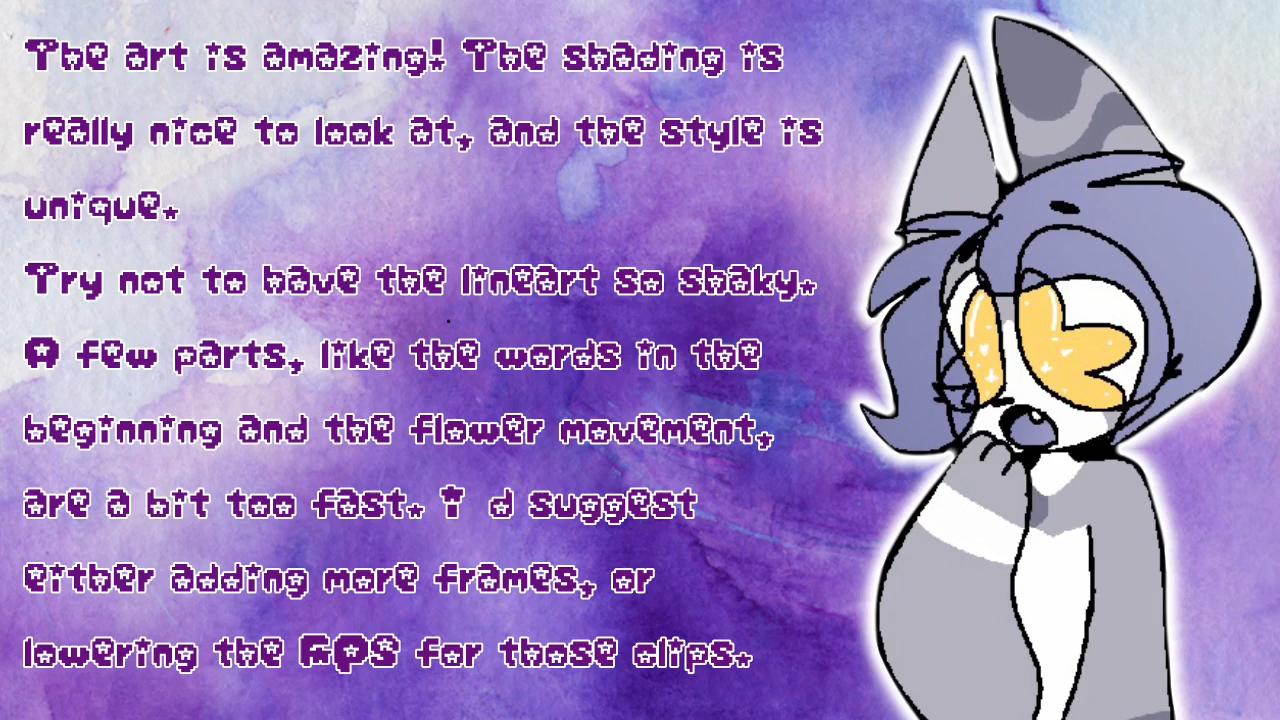 The art is amazing! The shading is
really nice to look at, and the style is
unique.
Try not to have the lineart so shaky.
A few parts, like the words in the
beginning and the flower movement,
are a bit too fast. I d suggest
either adding more frames, or
lowering the FPS for those clips.